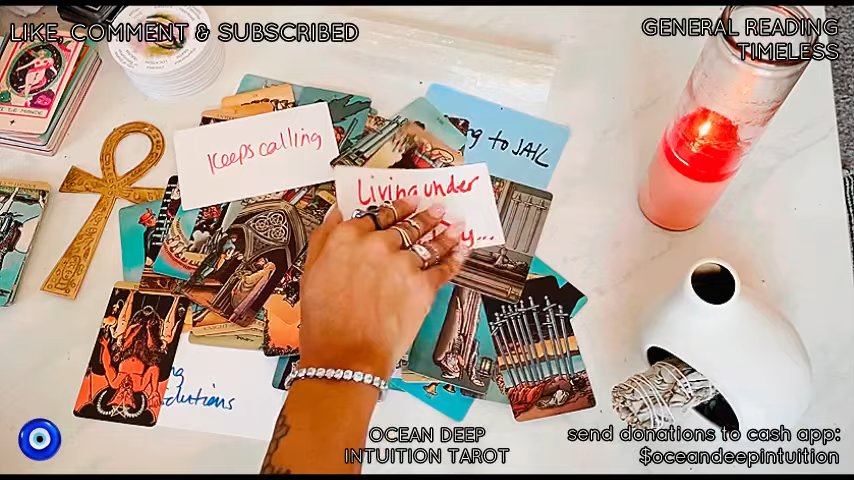 LIKE, COMMENT & SUBSCRIBED
GENERAL READING
TIMELESS
Keeps calling
to JAIL
Living under
OCEAN DEEP
INTUITION TAROT
send donations to cash app:
$oceandeepintuition